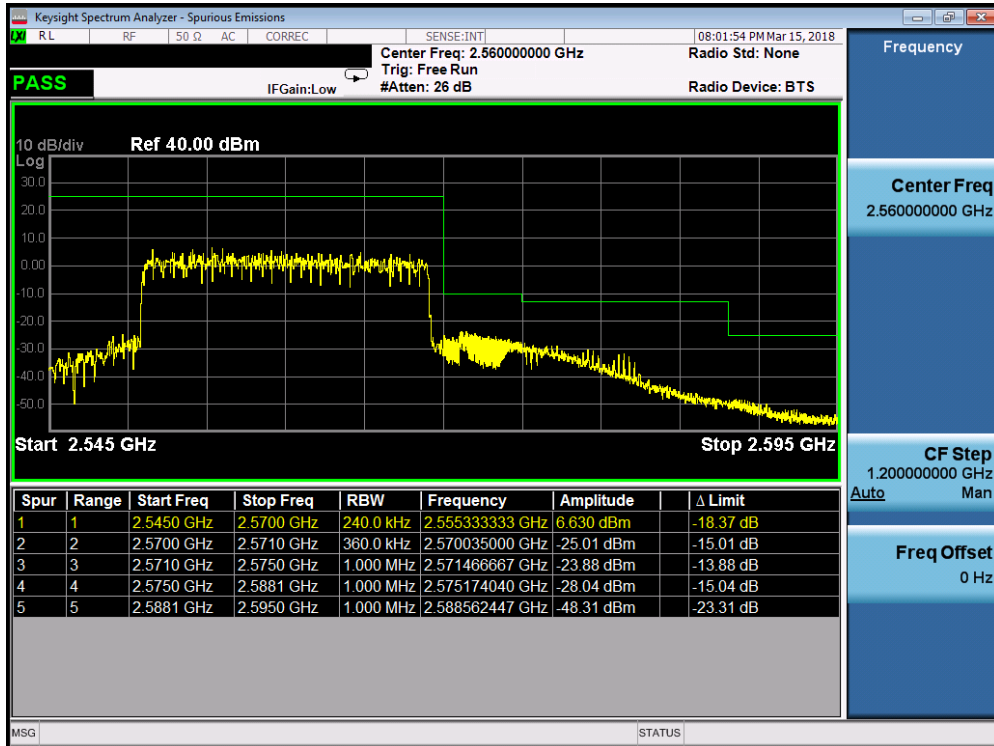 Keysight Spectrum Analyzer - Spurious Emissions
LXI RL RF 50 Ω AC CORREC SENSE:INT 08:01:54 PM Mar 15, 2018
Center Freq: 2.560000000 GHz Radio Std: None
Trig: Free Run
PASS IFGain:Low #Atten: 26 dB Radio Device: BTS
10 dB/div Ref 40.00 dBm
Log
30.0
20.0
10.0
0.00
-10.0
-20.0
-30.0
-40.0
-50.0
Start 2.545 GHz Stop 2.595 GHz
Spur Range Start Freq Stop Freq RBW Frequency Amplitude Δ Limit
1 1 2.5450 GHz 2.5700 GHz 240.0 kHz 2.555333333 GHz 6.630 dBm -18.37 dB
2 2 2.5700 GHz 2.5710 GHz 360.0 kHz 2.570035000 GHz -25.01 dBm -15.01 dB
3 3 2.5710 GHz 2.5750 GHz 1.000 MHz 2.571466667 GHz -23.88 dBm -13.88 dB
4 4 2.5750 GHz 2.5881 GHz 1.000 MHz 2.575174040 GHz -28.04 dBm -15.04 dB
5 5 2.5881 GHz 2.5950 GHz 1.000 MHz 2.588562447 GHz -48.31 dBm -23.31 dB
MSG STATUS
Frequency
Center Freq
2.560000000 GHz
CF Step
1.200000000 GHz
Auto Man
Freq Offset
0 Hz